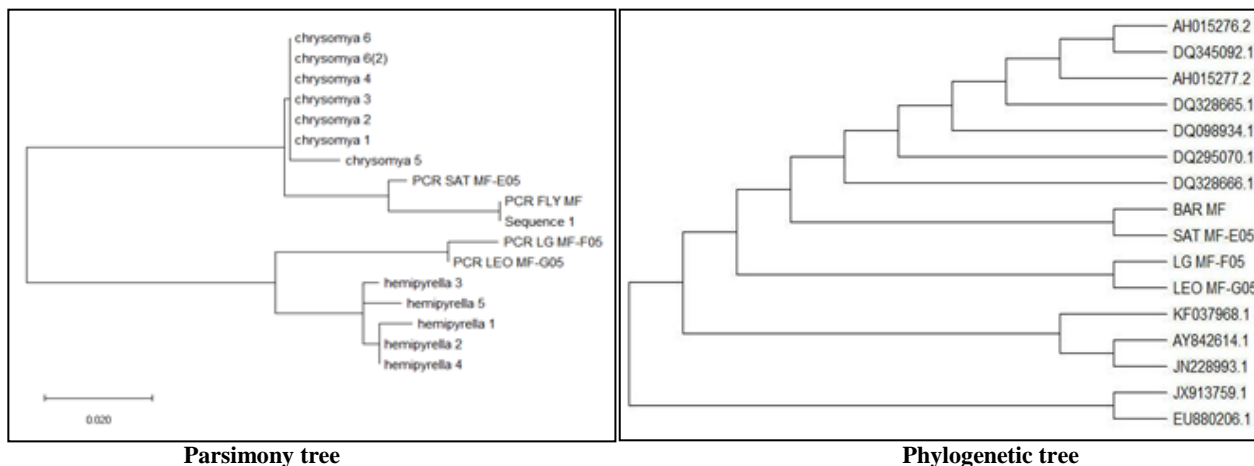 chrysomya 6
chrysomya 6(2)
chrysomya 4
chrysomya 3
chrysomya 2
chrysomya 1
chrysomya 5
PCR SAT MF-E05
PCR FLY MF
Sequence 1
PCR LG MF-F05
PCR LEO MF-G05
hemipyrella 3
hemipyrella 5
hemipyrella 1
hemipyrella 2
hemipyrella 4
0.020
Parsimony tree
AH015276.2
DQ345092.1
AH015277.2
DQ328665.1
DQ098934.1
DQ295070.1
DQ328666.1
BAR MF
SAT MF-E05
LG MF-F05
LEO MF-G05
KF037968.1
AY842614.1
JN228993.1
JX913759.1
EU880206.1
Phylogenetic tree